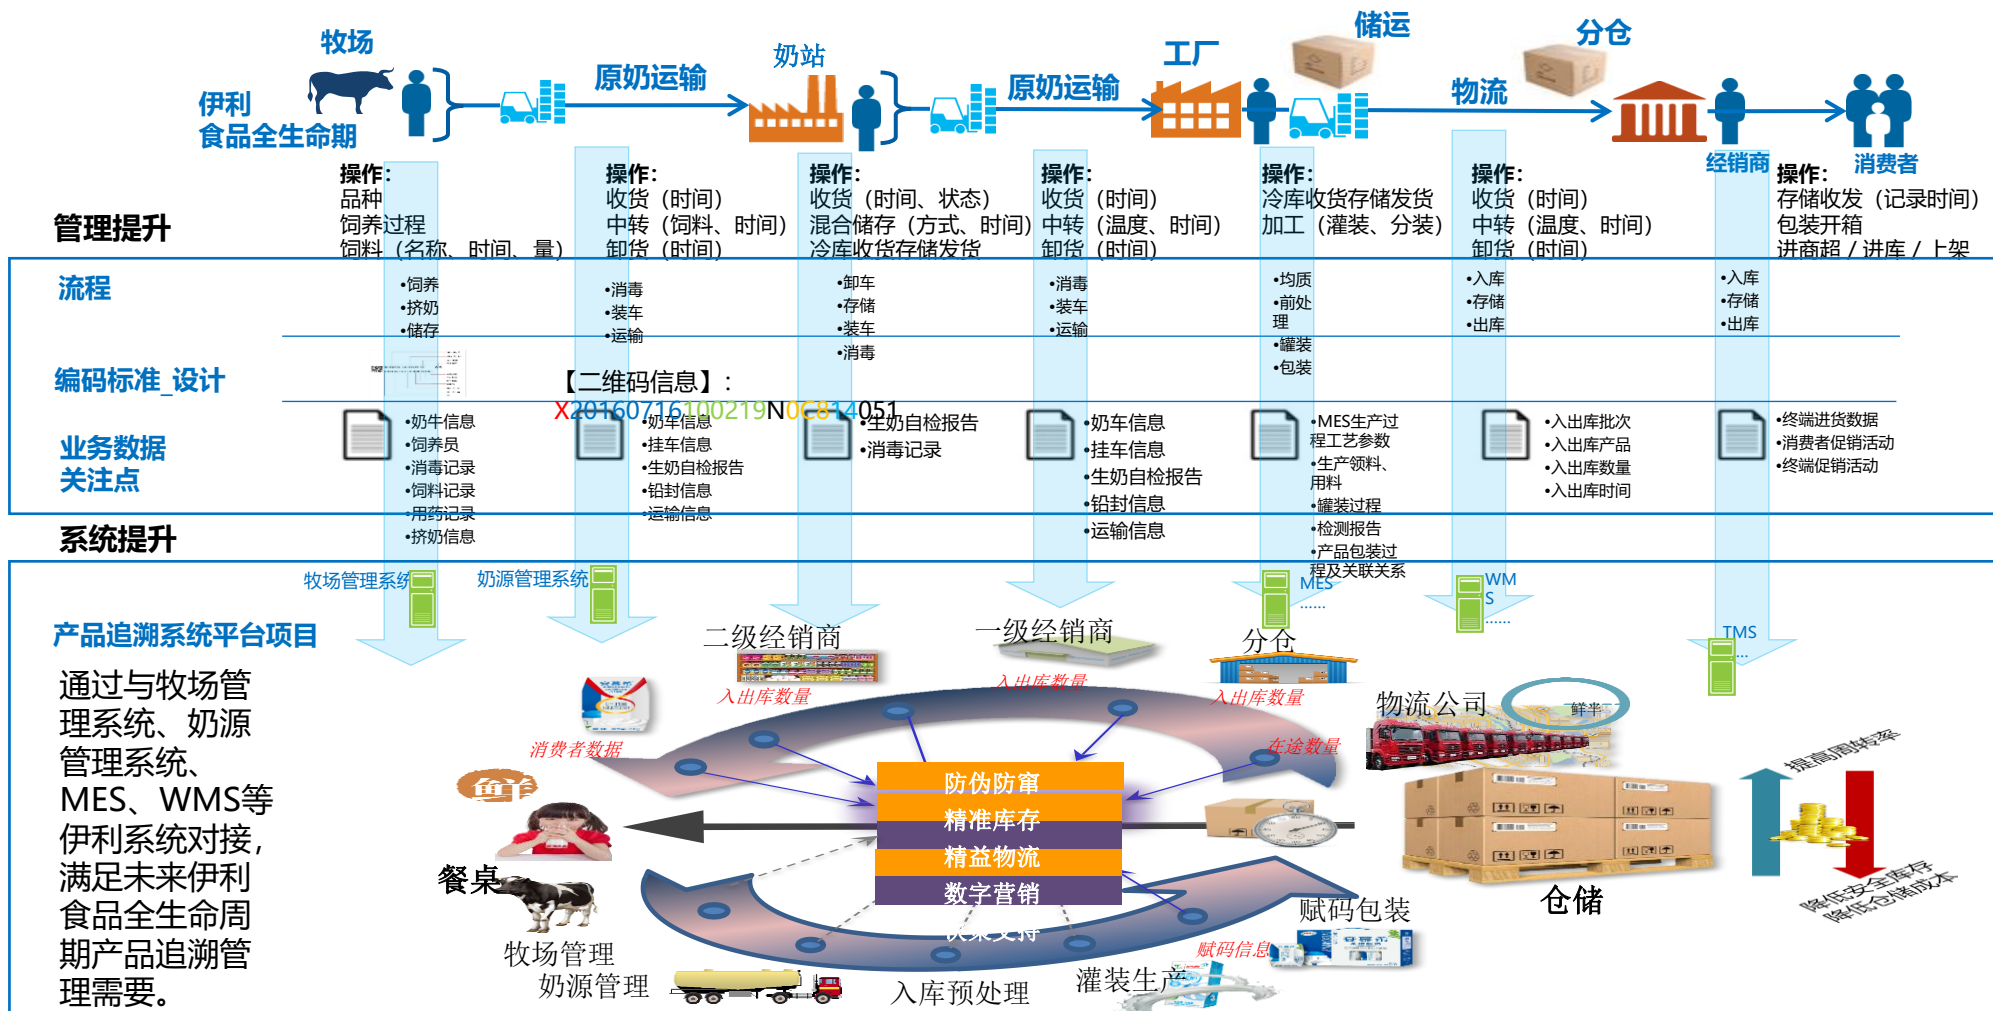 牧场
奶站
工厂
储运
分仓
原奶运输
原奶运输
物流
伊利
食品全生命期
经销商
消费者
管理提升
操作：
品种
饲养过程
饲料（名称、时间、量）
操作：
收货（时间）
中转（饲料、时间）
卸货（时间）
操作：
收货（时间、状态）
混合储存（方式、时间）
冷库收货存储发货
操作：
收货（时间）
中转（温度、时间）
卸货（时间）
操作：
冷库收货存储发货
加工（灌装、分装）
操作：
收货（时间）
中转（温度、时间）
卸货（时间）
操作：
存储收发（记录时间）
包装开箱
进商超 / 进库 / 上架
流程
•饲养
•挤奶
•储存
•消毒
•装车
•运输
•卸车
•存储
•装车
•消毒
•消毒
•装车
•运输
•均质
•前处
理
•罐装
•包装
•入库
•存储
•出库
•入库
•存储
•出库
编码标准_设计
【二维码信息】：
X20160716100219N0C814051
业务数据
关注点
•奶牛信息
•饲养员
•消毒记录
•饲料记录
•用药记录
•挤奶信息
•奶车信息
•挂车信息
•生奶自检报告
•铅封信息
•运输信息
•生奶自检报告
•消毒记录
•奶车信息
•挂车信息
•生奶自检报告
•铅封信息
•运输信息
•MES生产过
程工艺参数
•生产领料、
用料
•罐装过程
•检测报告
•产品包装过
程及关联关系
•入出库批次
•入出库产品
•入出库数量
•入出库时间
•终端进货数据
•消费者促销活动
•终端促销活动
系统提升
牧场管理系统
奶源管理系统
MES
......
WM
S
......
TMS
产品追溯系统平台项目
通过与牧场管
理系统、奶源
管理系统、
MES、WMS等
伊利系统对接，
满足未来伊利
食品全生命周
期产品追溯管
理需要。
二级经销商
一级经销商
分仓
入出库数量
入出库数量
入出库数量
物流公司
鲜半
消费者数据
在途数量
提高周转率
防伪防窜
精准库存
精益物流
数字营销
决策支持
鲜
餐桌
仓储
降低安全库存
降低仓储成本
牧场管理
奶源管理
入库预处理
灌装生产
赋码信息
赋码包装